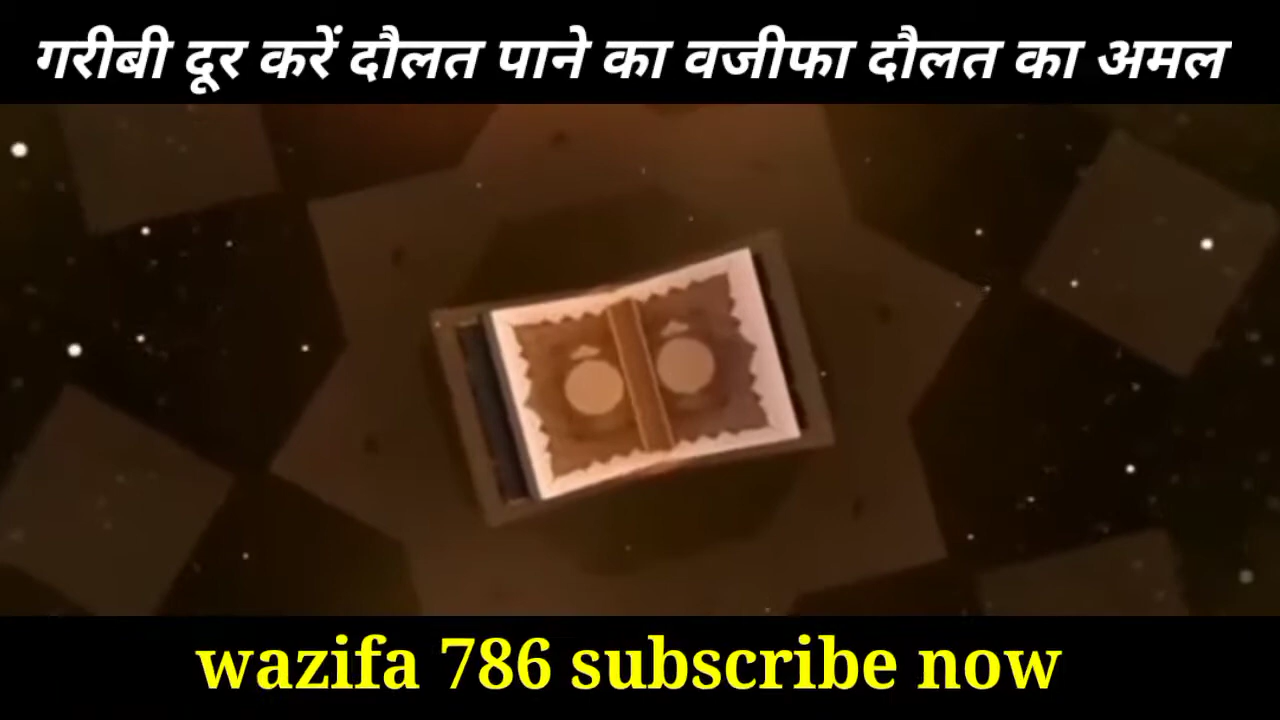 गरीबी दूर करें दौलत पाने का वजीफा दौलत का अमल
wazifa 786 subscribe now